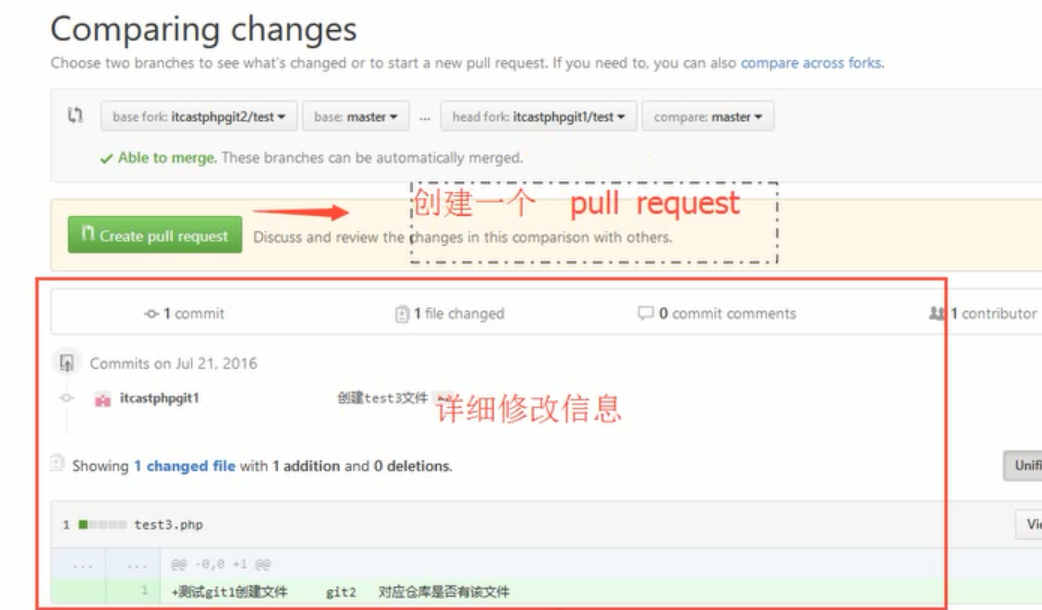 Comparing changes
Choose two branches to see what's changed or to start a new pull request. If you need to, you can also compare across forks.
base fork: itcastphpgit2/test base: master ... head fork: itcastphpgit1/test compare: master
Able to merge. These branches can be automatically merged.
创建一个 pull request
Create pull request Discuss and review the changes in this comparison with others.
1 commit 1 file changed 0 commit comments 1 contributor
Commits on Jul 21, 2016
itcastphpgit1 创建test3文件
详细修改信息
Showing 1 changed file with 1 addition and 0 deletions.
1 test3.php
... ... @@ -0,0 +1 @@
1 +测试git1创建文件 git2 对应仓库是否有该文件